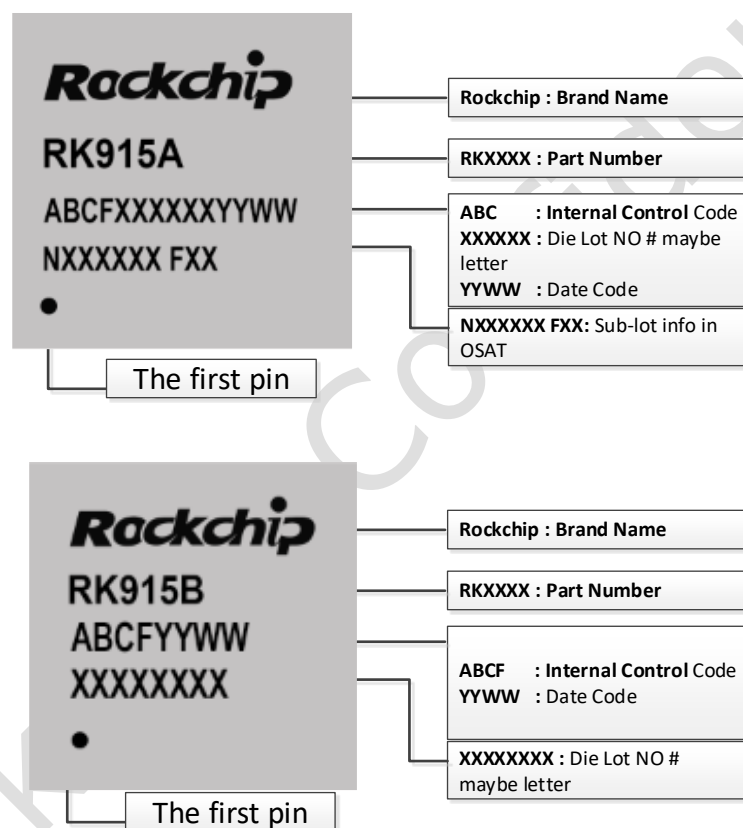 Rockchip
RK915A
ABCFXXXXXXYYWW
NXXXXXX FXX
The first pin
Rockchip : Brand Name
RKXXXX : Part Number
ABC : Internal Control Code
XXXXXX : Die Lot NO # maybe
letter
YYWW : Date Code
NXXXXXX FXX: Sub-lot info in
OSAT
Rockchip
RK915B
ABCFYYWW
XXXXXXXX
The first pin
Rockchip : Brand Name
RKXXXX : Part Number
ABCF : Internal Control Code
YYWW : Date Code
XXXXXXXX : Die Lot NO #
maybe letter